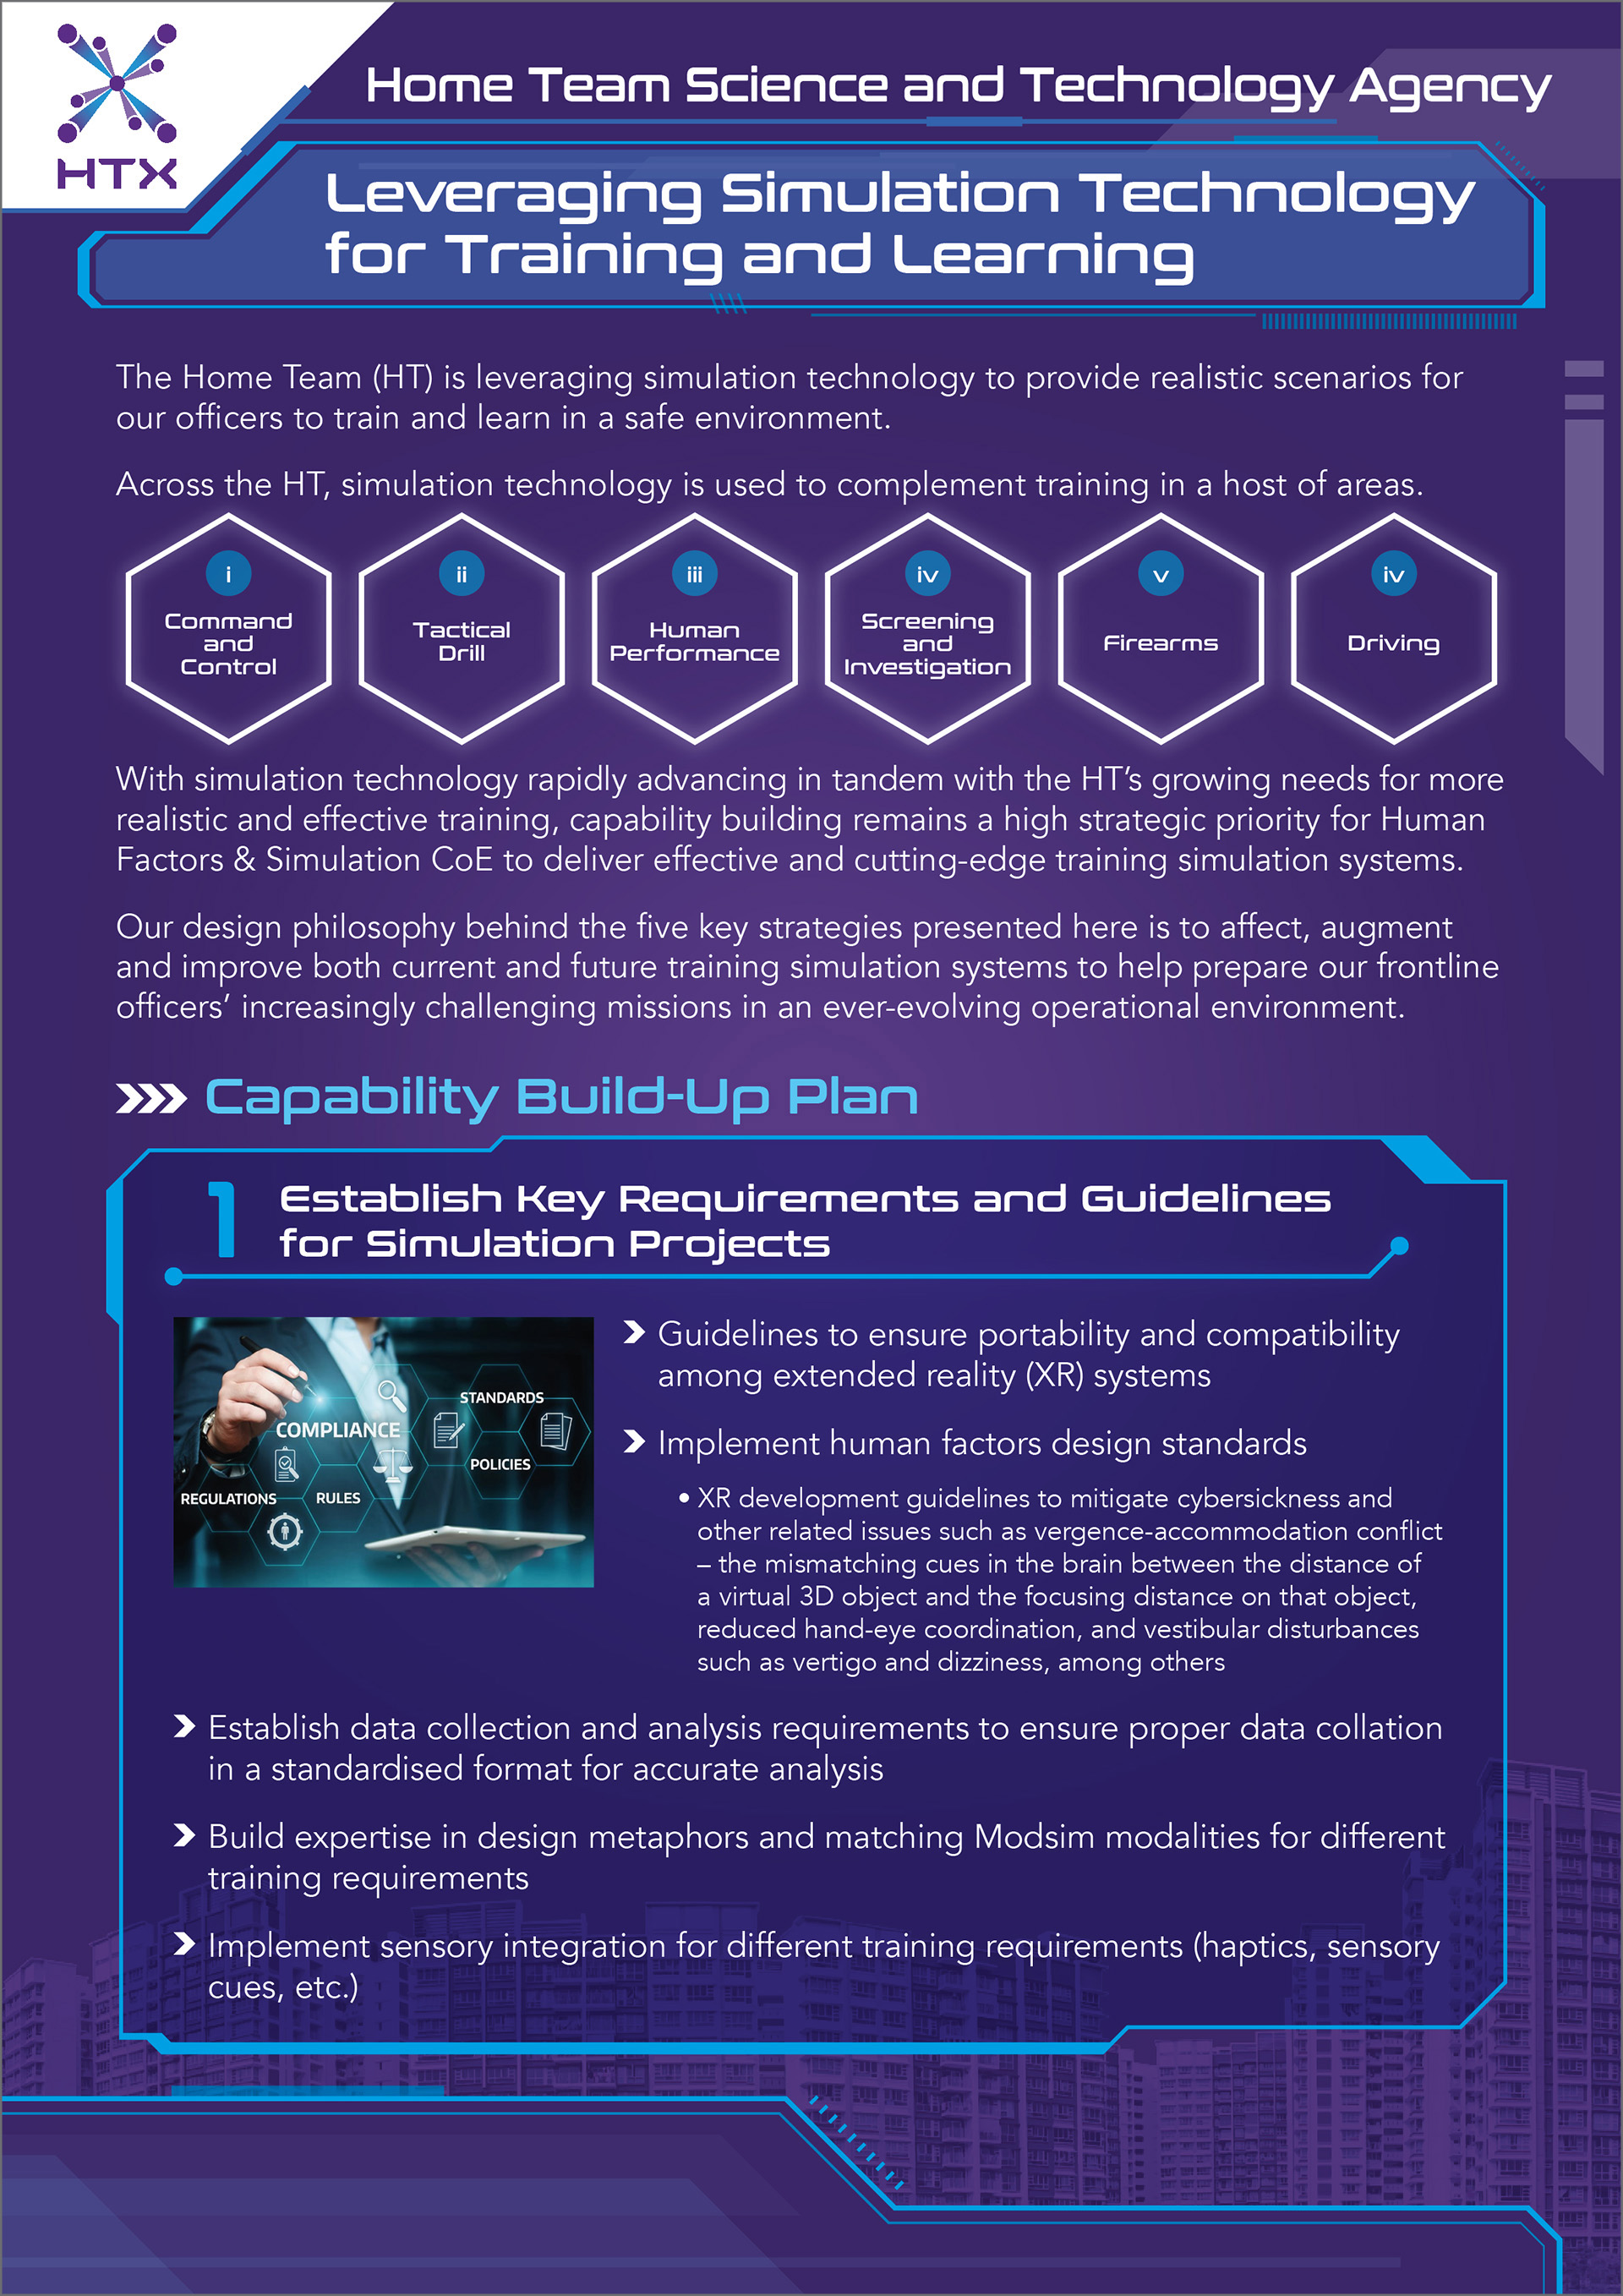 HTX
Home Team Science and Technology Agency
Leveraging Simulation Technology
for Training and Learning
The Home Team (HT) is leveraging simulation technology to provide realistic scenarios for
our officers to train and learn in a safe environment.
Across the HT, simulation technology is used to complement training in a host of areas.
i
Command
and
Control
ii
Tactical
Drill
iii
Human
Performance
iv
Screening
and
Investigation
v
Firearms
iv
Driving
With simulation technology rapidly advancing in tandem with the HT’s growing needs for more
realistic and effective training, capability building remains a high strategic priority for Human
Factors & Simulation CoE to deliver effective and cutting-edge training simulation systems.
Our design philosophy behind the five key strategies presented here is to affect, augment
and improve both current and future training simulation systems to help prepare our frontline
officers’ increasingly challenging missions in an ever-evolving operational environment.
Capability Build-Up Plan
1
Establish Key Requirements and Guidelines
for Simulation Projects
STANDARDS
COMPLIANCE
POLICIES
REGULATIONS
RULES
Guidelines to ensure portability and compatibility
among extended reality (XR) systems
Implement human factors design standards
• XR development guidelines to mitigate cybersickness and
other related issues such as vergence-accommodation conflict
– the mismatching cues in the brain between the distance of
a virtual 3D object and the focusing distance on that object,
reduced hand-eye coordination, and vestibular disturbances
such as vertigo and dizziness, among others
Establish data collection and analysis requirements to ensure proper data collation
in a standardised format for accurate analysis
Build expertise in design metaphors and matching Modsim modalities for different
training requirements
Implement sensory integration for different training requirements (haptics, sensory
cues, etc.)